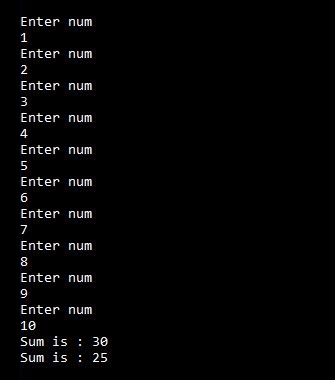 Enter num
1
Enter num
2
Enter num
3
Enter num
4
Enter num
5
Enter num
6
Enter num
7
Enter num
8
Enter num
9
Enter num
10
Sum is : 30
Sum is : 25